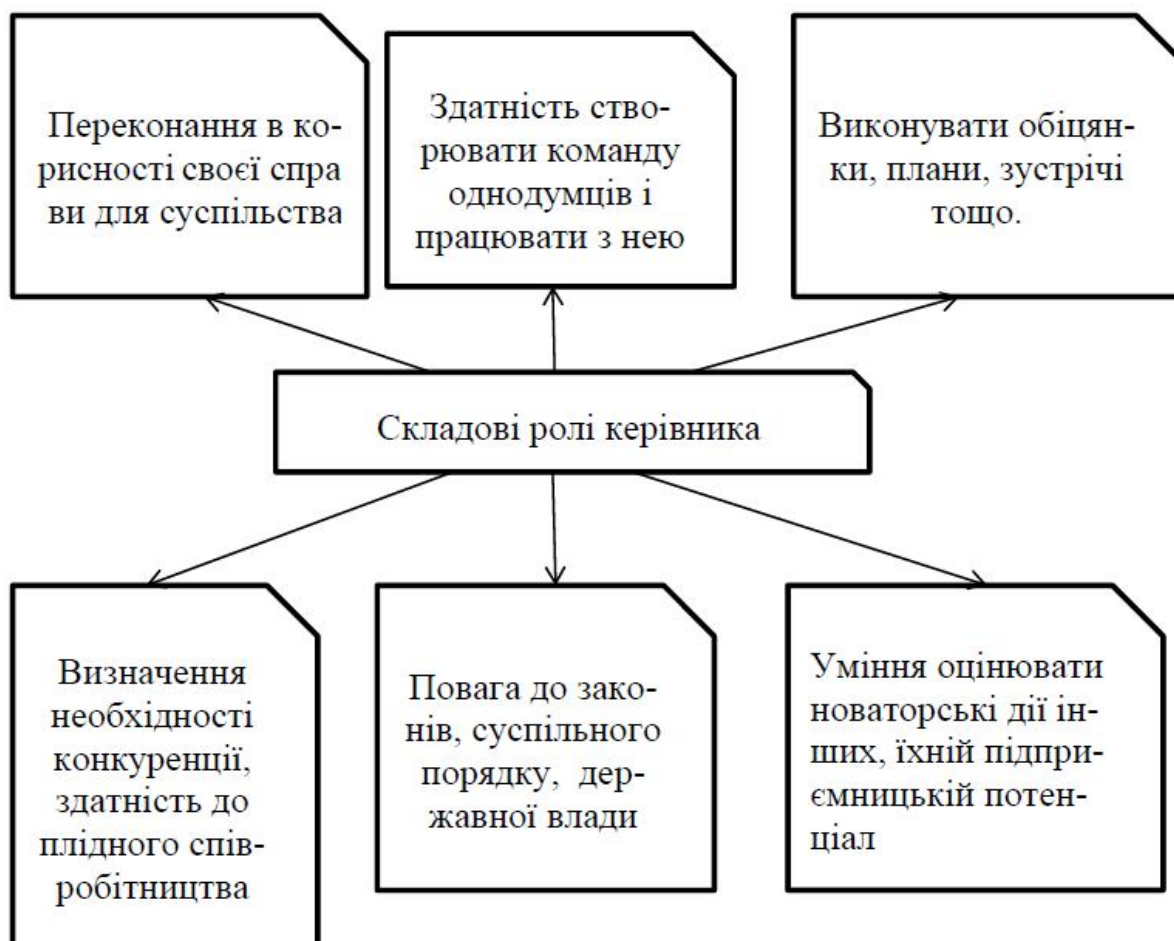 Переконання в ко-
рисності своєї спра
ви для суспільства
Здатність ство-
рювати команду
однодумців і
працювати з нею
Виконувати обіцян-
ки, плани, зустрічі
тощо.
Складові ролі керівника
Визначення
необхідності
конкуренції,
здатність до
плідного спів-
робітництва
Повага до зако-
нів, суспільного
порядку, дер-
жавної влади
Уміння оцінювати
новаторські дії ін-
ших, їхній підпри-
ємницькій потен-
ціал